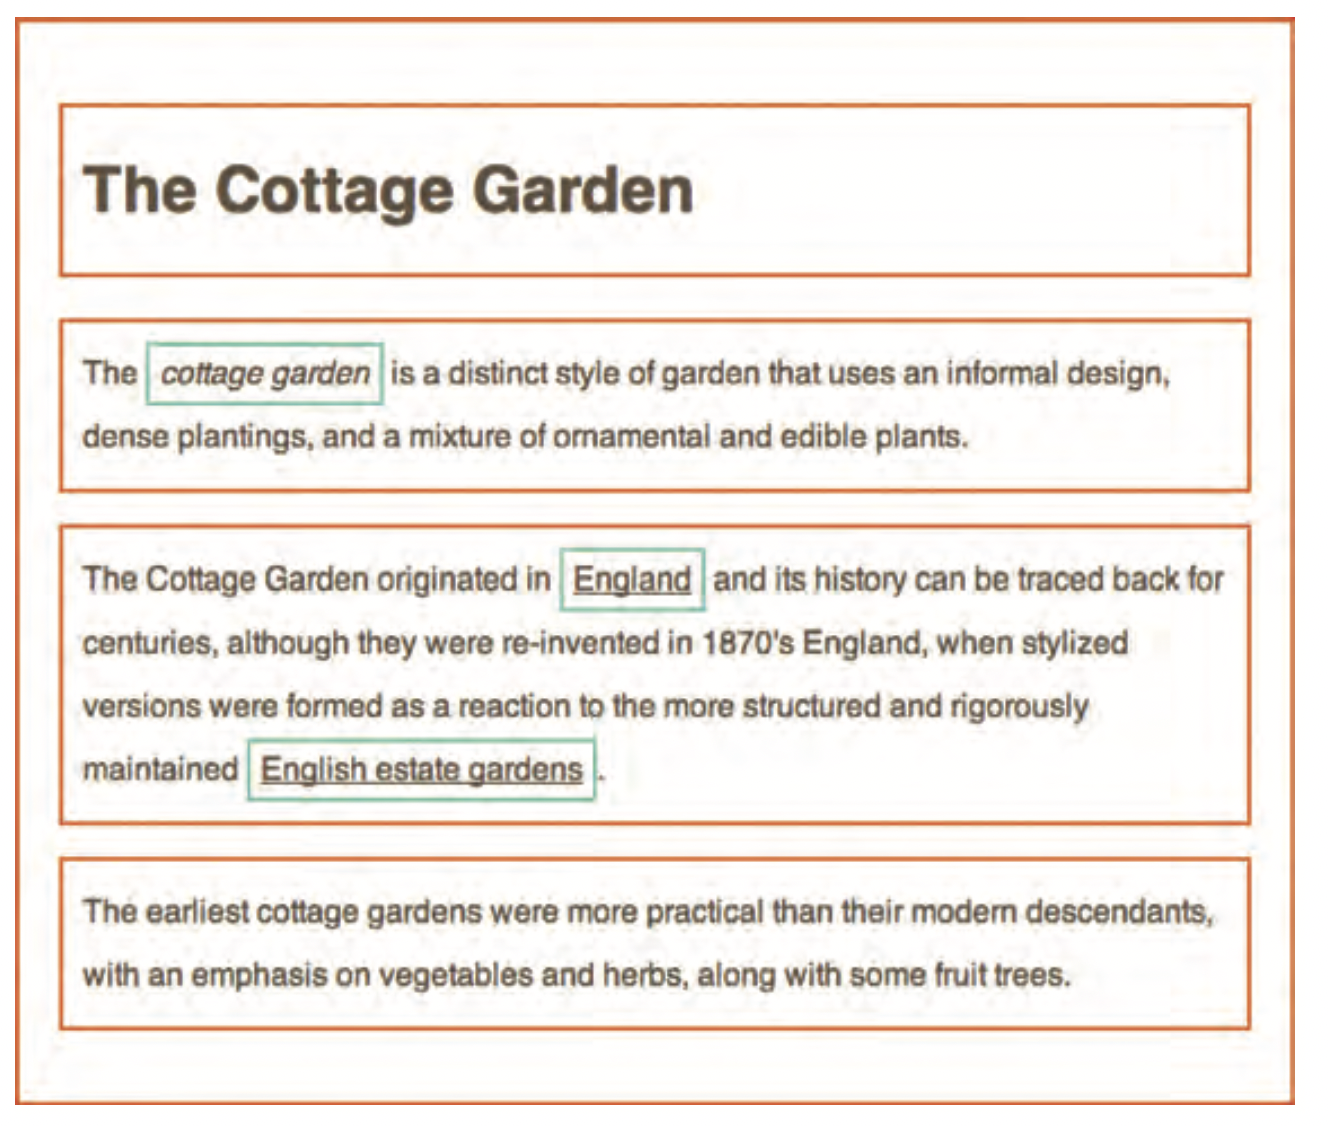 The Cottage Garden
The cottage garden is a distinct style of garden that uses an informal design,
dense plantings, and a mixture of ornamental and edible plants.
The Cottage Garden originated in England and its history can be traced back for
centuries, although they were re-invented in 1870's England, when stylized
versions were formed as a reaction to the more structured and rigorously
maintained English estate gardens.
The earliest cottage gardens were more practical than their modern descendants,
with an emphasis on vegetables and herbs, along with some fruit trees.